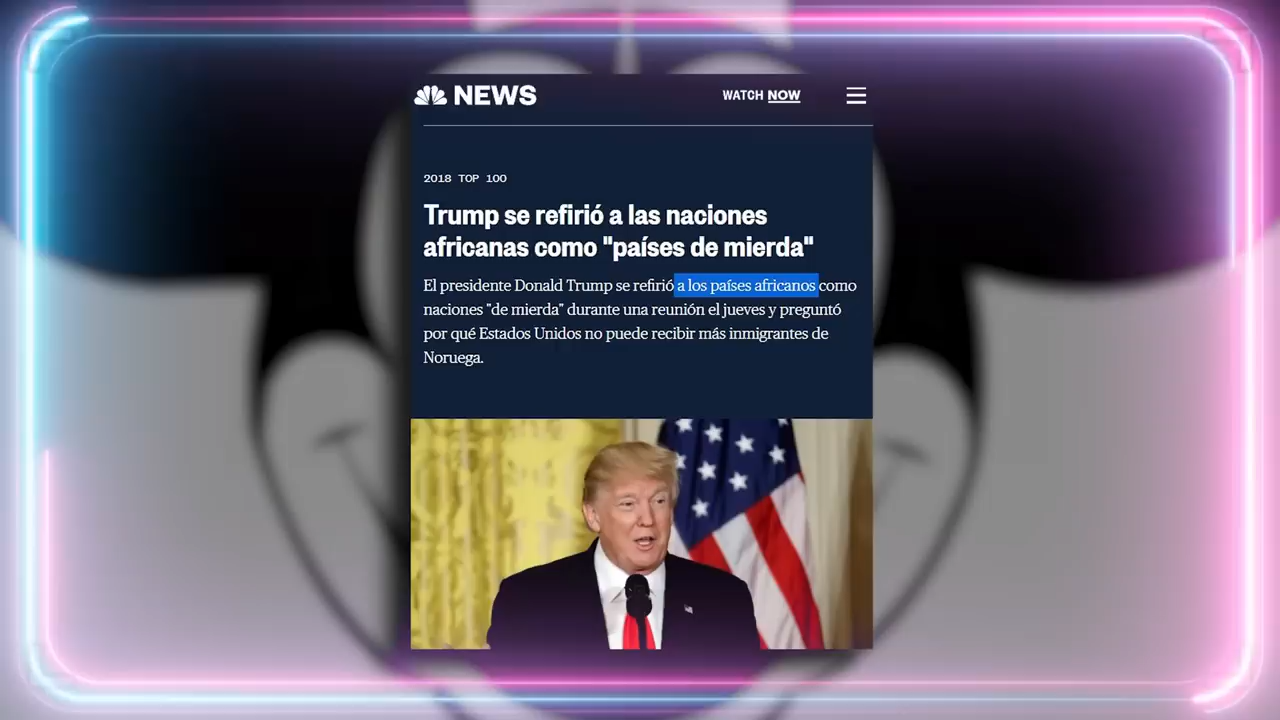 NEWS
WATCH NOW
2018 TOP 100
Trump se refirió a las naciones
africanas como "países de mierda"
El presidente Donald Trump se refirió a los países africanos como
naciones "de mierda" durante una reunión el jueves y preguntó
por qué Estados Unidos no puede recibir más inmigrantes de
Noruega.